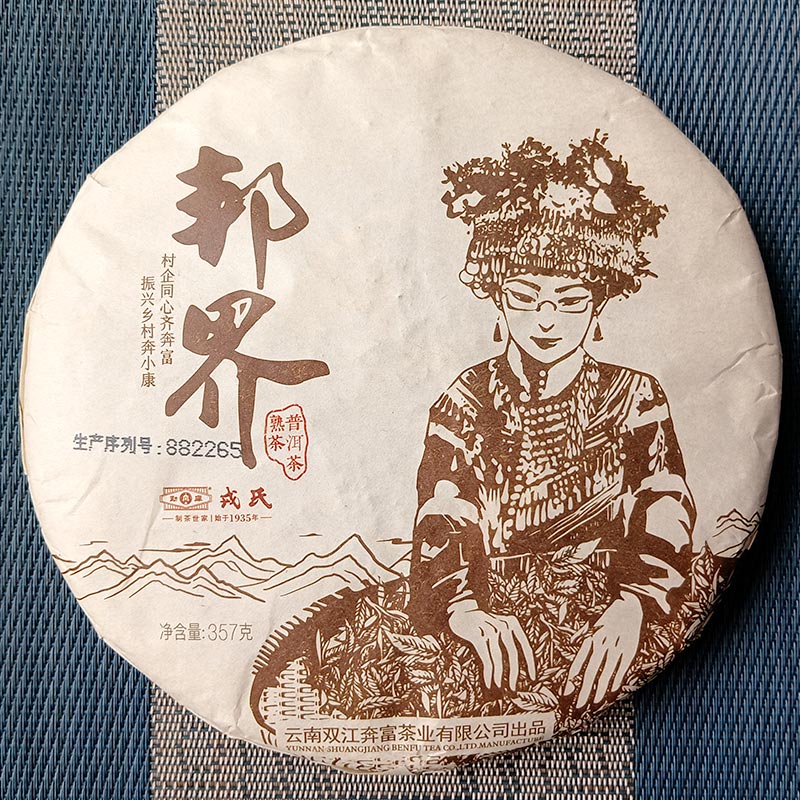 邦界
村企同心齐奔富
振兴乡村奔小康
普洱茶
熟茶
生产序列号:882265
戎氏
制茶世家|始于1935年
净含量:357克
云南双江奔富茶业有限公司出品
YUNNAN SHUANGJIANG BENFU TEA CO.,LTD.MANUFACTURE